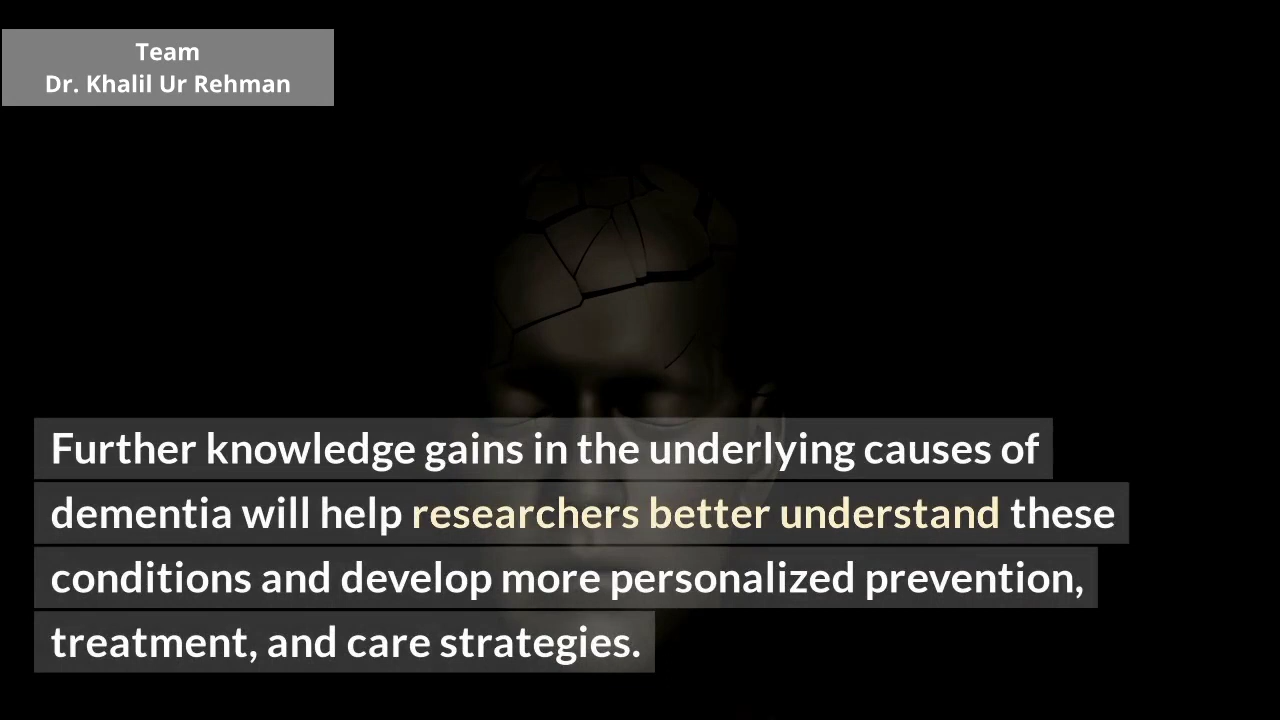 Team
Dr. Khalil Ur Rehman
Further knowledge gains in the underlying causes of
dementia will help researchers better understand these
conditions and develop more personalized prevention,
treatment, and care strategies.